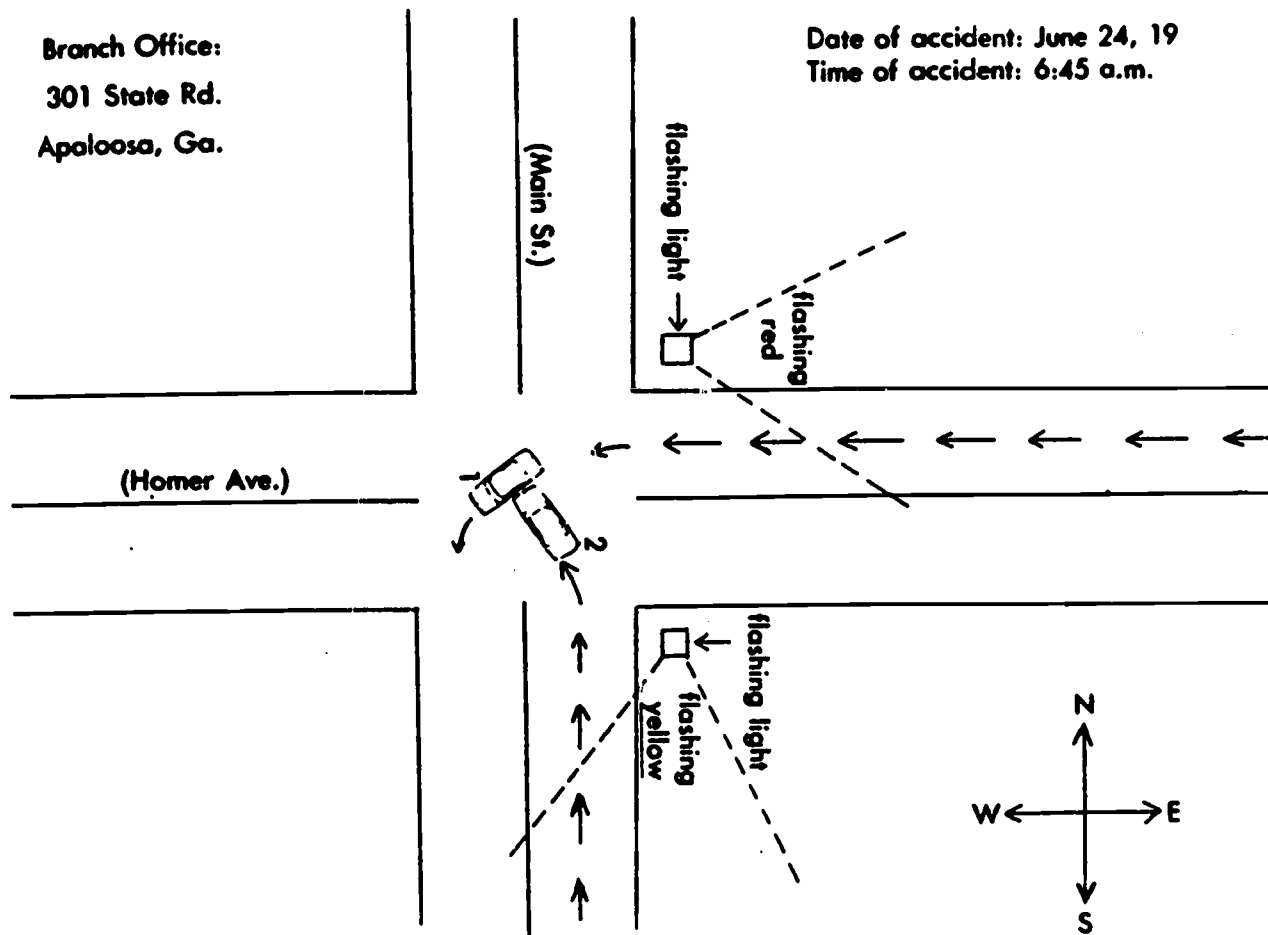 Branch Office:
301 State Rd.
Apaloosa, Ga.
Date of accident: June 24, 19
Time of accident: 6:45 a.m.
(Main St.)
flashing light
flashing
red
(Homer Ave.)
1
2
flashing light
flashing
yellow
N
W
E
S